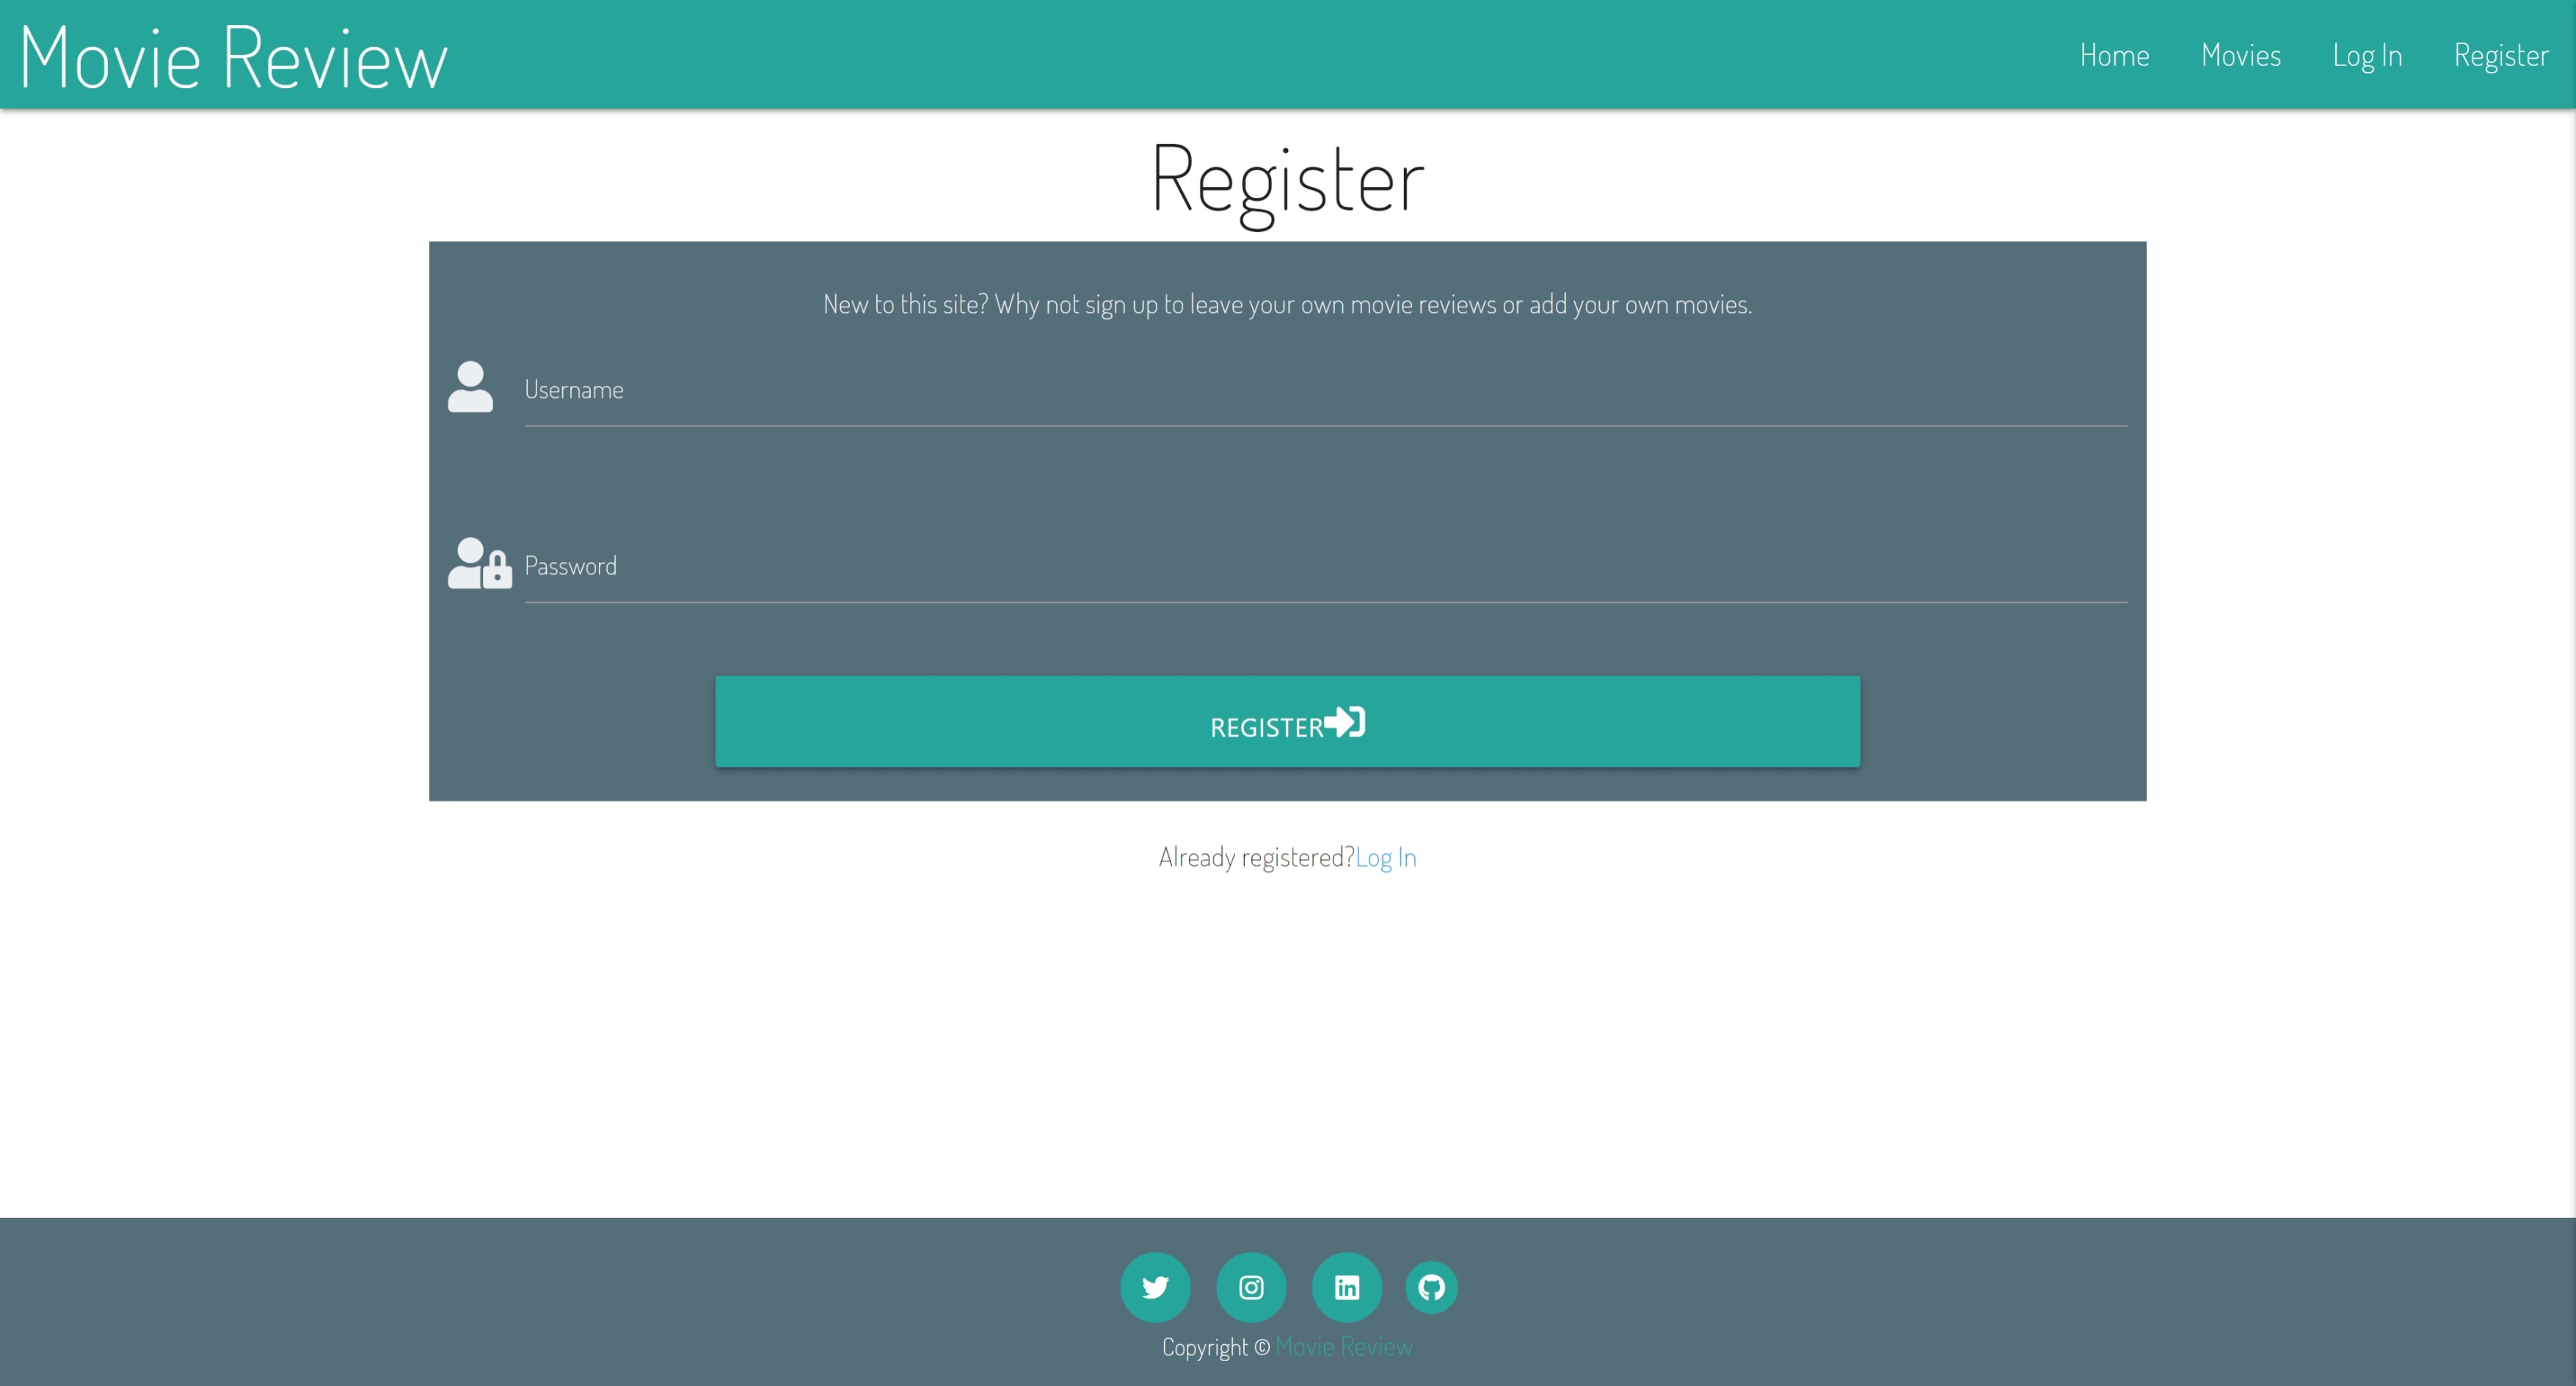 Movie Review
Home Movies Log In Register
Register
New to this site? Why not sign up to leave your own movie reviews or add your own movies.
Username
Password
REGISTER
Already registered?Log In
Copyright © Movie Review